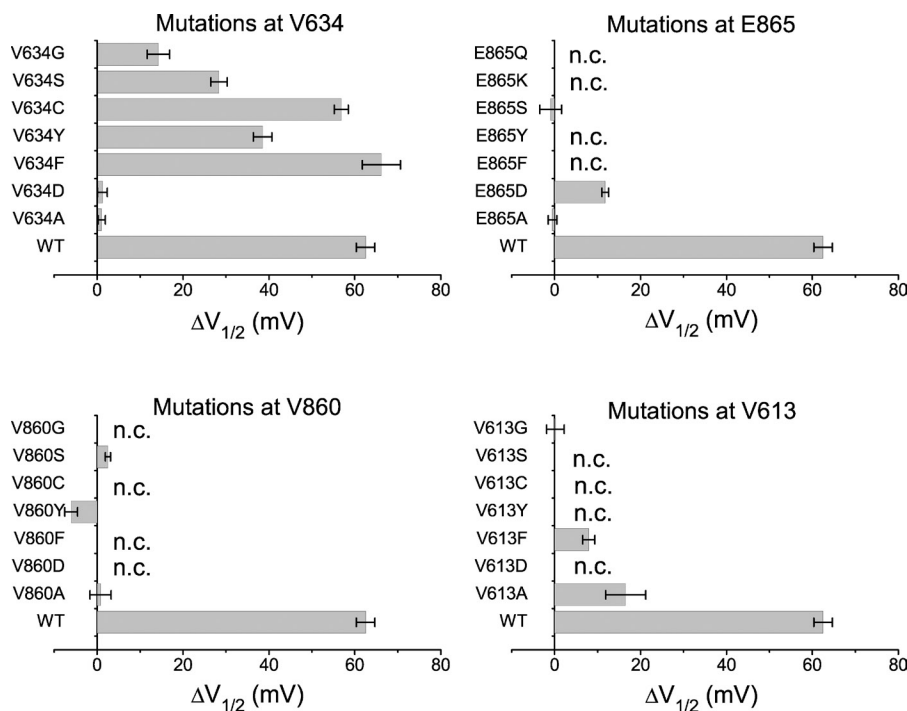 Mutations at V634
V634G
V634S
V634C
V634Y
V634F
V634D
V634A
WT
0 20 40 60 80
ΔV1/2 (mV)
Mutations at E865
E865Q n.c.
E865K n.c.
E865S
E865Y n.c.
E865F n.c.
E865D
E865A
WT
0 20 40 60 80
ΔV1/2 (mV)
Mutations at V860
V860G n.c.
V860S
V860C n.c.
V860Y
V860F n.c.
V860D n.c.
V860A
WT
0 20 40 60 80
ΔV1/2 (mV)
Mutations at V613
V613G
V613S n.c.
V613C n.c.
V613Y n.c.
V613F
V613D n.c.
V613A
WT
0 20 40 60 80
ΔV1/2 (mV)